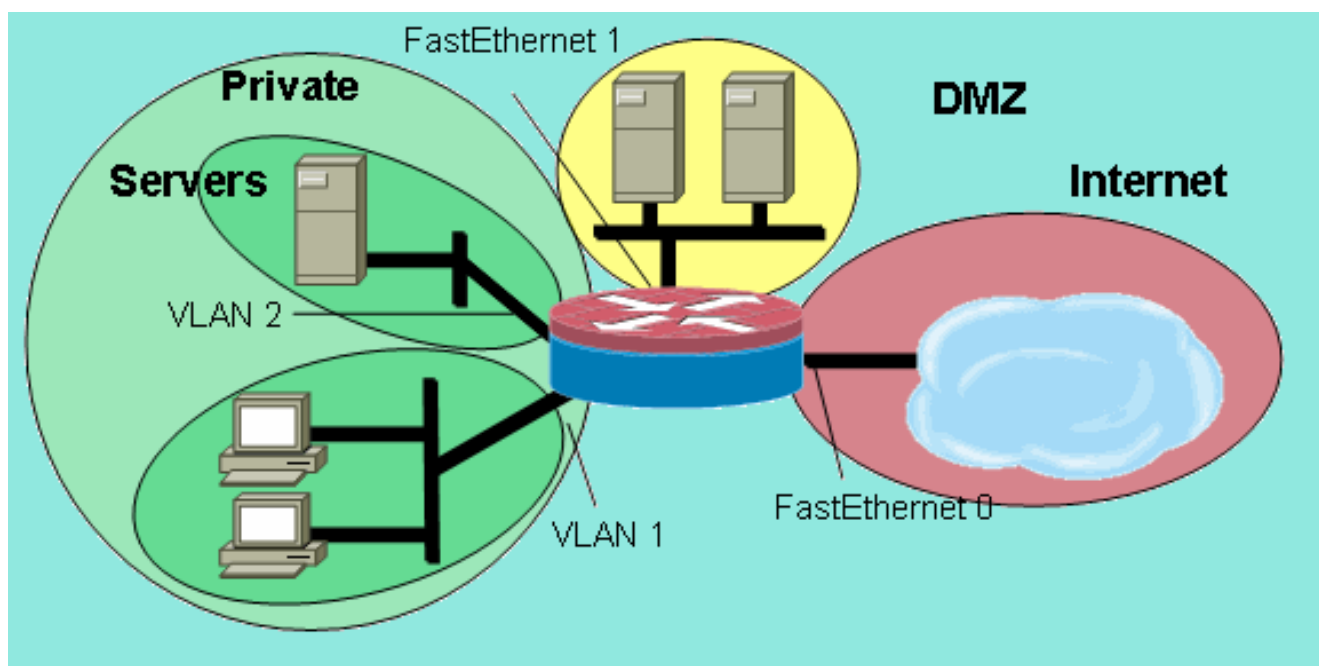 FastEthernet 1
Private
DMZ
Servers
Internet
VLAN 2
FastEthernet 0
VLAN 1